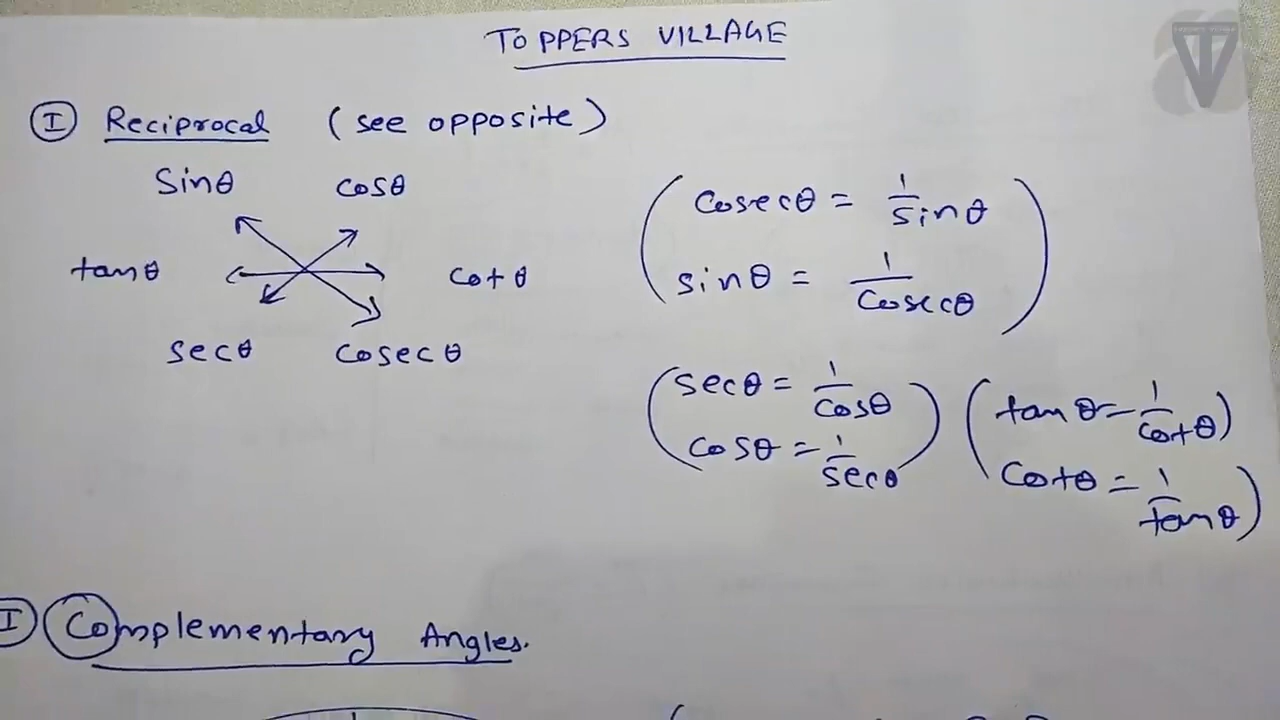 TOPPERS VILLAGE
I Reciprocal (see opposite)
sinθ cosθ
tanθ cotθ
secθ cosecθ
cosecθ = 1/sinθ
sinθ = 1/cosecθ
(secθ = 1/cosθ
cosθ = 1/secθ)
(tanθ = 1/cotθ
cotθ = 1/tanθ)
I Complementary Angles.